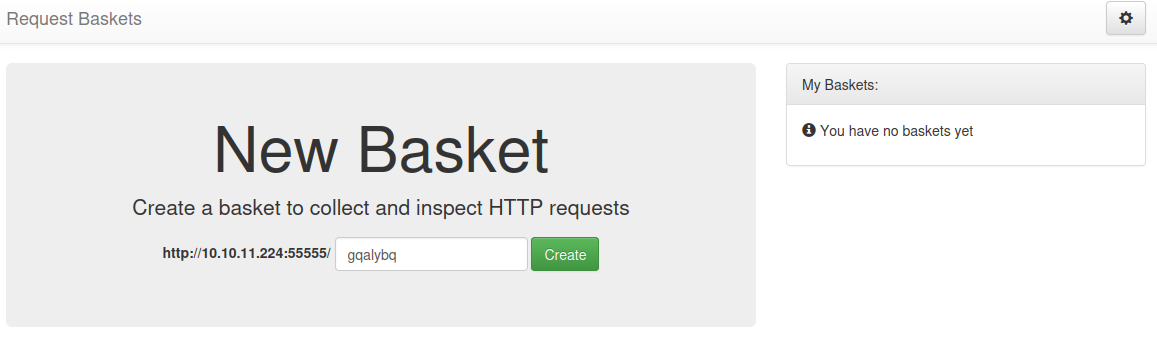 Request Baskets
New Basket
Create a basket to collect and inspect HTTP requests
http://10.10.11.224:55555/ gqalybq Create
My Baskets:
You have no baskets yet